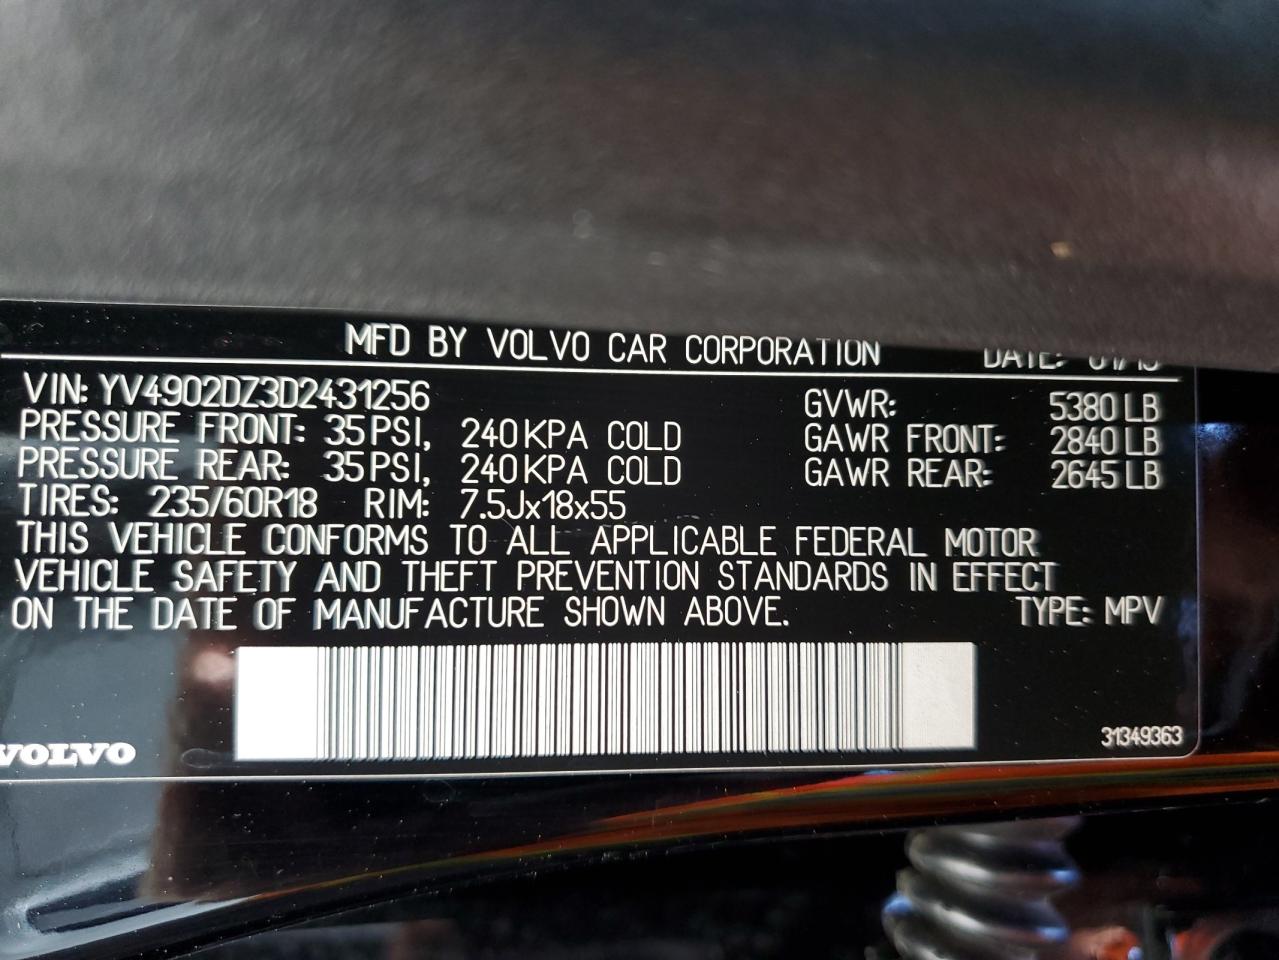 MFD BY VOLVO CAR CORPORATION DATE:
VIN: YV4902DZ3D2431256 GVWR: 5380 LB
PRESSURE FRONT: 35 PSI, 240 KPA COLD GAWR FRONT: 2840 LB
PRESSURE REAR: 35 PSI, 240 KPA COLD GAWR REAR: 2645 LB
TIRES: 235/60R18 RIM: 7.5Jx18x55
THIS VEHICLE CONFORMS TO ALL APPLICABLE FEDERAL MOTOR
VEHICLE SAFETY AND THEFT PREVENTION STANDARDS IN EFFECT
ON THE DATE OF MANUFACTURE SHOWN ABOVE. TYPE: MPV
31349363
VOLVO